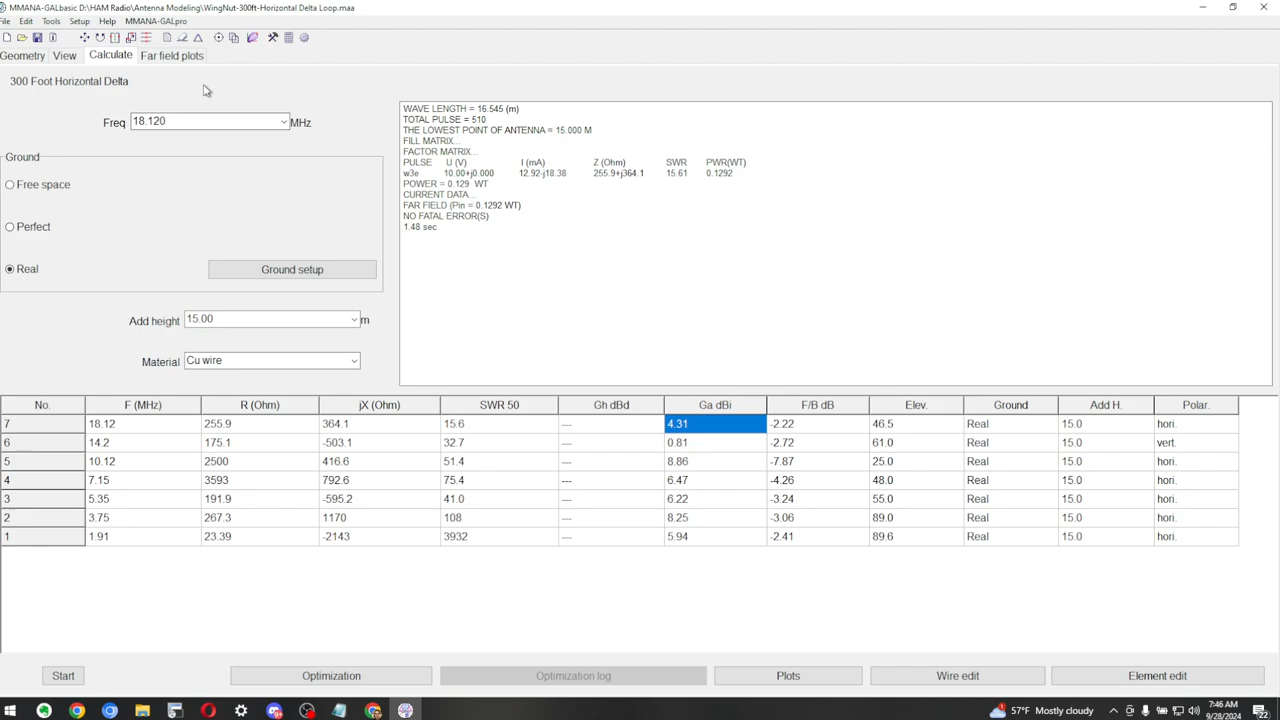 MMANA-GALbasic D:\HAM Radio\Antenna Modeling\WingNut-300ft-Horizontal Delta Loop.maa
File Edit Tools Setup Help MMANA-GALpro
Geometry View Calculate Far field plots
300 Foot Horizontal Delta
Freq 18.120 MHz
Ground
Free space
Perfect
Real Ground setup
Add height 15.00 m
Material Cu wire
WAVE LENGTH = 16.545 (m)
TOTAL PULSE = 510
THE LOWEST POINT OF ANTENNA = 15.000 M
FILL MATRIX...
FACTOR MATRIX...
PULSE U (V) I (mA) Z (Ohm) SWR PWR(WT)
w3e 10.00+j0.000 12.92-j18.38 255.9+j364.1 15.61 0.1292
POWER = 0.129 WT
CURRENT DATA...
FAR FIELD (Pin = 0.1292 WT)
NO FATAL ERROR(S)
1.48 sec
No. F (MHz) R (Ohm) jX (Ohm) SWR 50 Gh dBd Ga dBi F/B dB Elev. Ground Add H. Polar.
7 18.12 255.9 364.1 15.6 --- 4.31 -2.22 46.5 Real 15.0 hori.
6 14.2 175.1 -503.1 32.7 --- 0.81 -2.72 61.0 Real 15.0 vert.
5 10.12 2500 416.6 51.4 --- 8.86 -7.87 25.0 Real 15.0 hori.
4 7.15 3593 792.6 75.4 --- 6.47 -4.26 48.0 Real 15.0 hori.
3 5.35 191.9 -595.2 41.0 --- 6.22 -3.24 55.0 Real 15.0 hori.
2 3.75 267.3 1170 108 --- 8.25 -3.06 89.0 Real 15.0 hori.
1 1.91 23.39 -2143 3932 --- 5.94 -2.41 89.6 Real 15.0 hori.
Start Optimization Optimization log Plots Wire edit Element edit
57°F Mostly cloudy
7:46 AM
9/28/2024
22